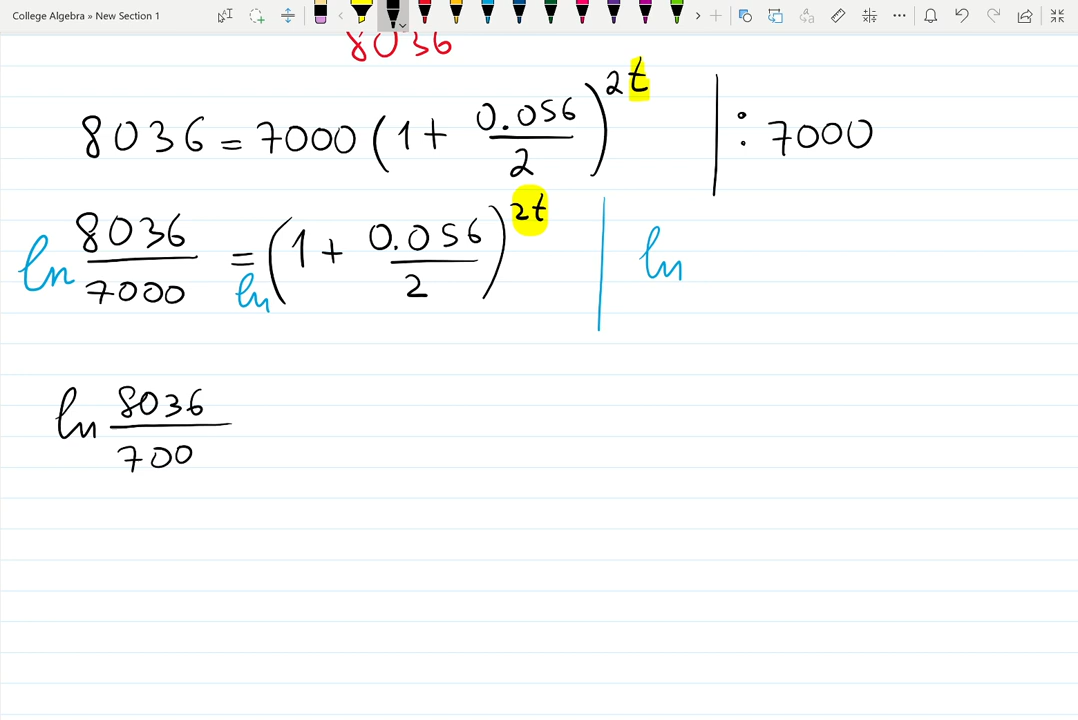 College Algebra » New Section 1
8036
8036 = 7000 (1 + 0.056/2)^2t | : 7000
ln 8036/7000 = ln (1 + 0.056/2)^2t | ln
ln 8036/700